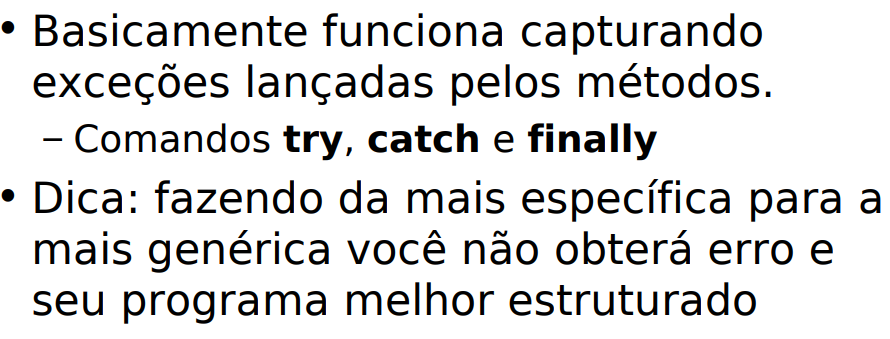 • Basicamente funciona capturando
exceções lançadas pelos métodos.
– Comandos try, catch e finally
• Dica: fazendo da mais específica para a
mais genérica você não obterá erro e
seu programa melhor estruturado